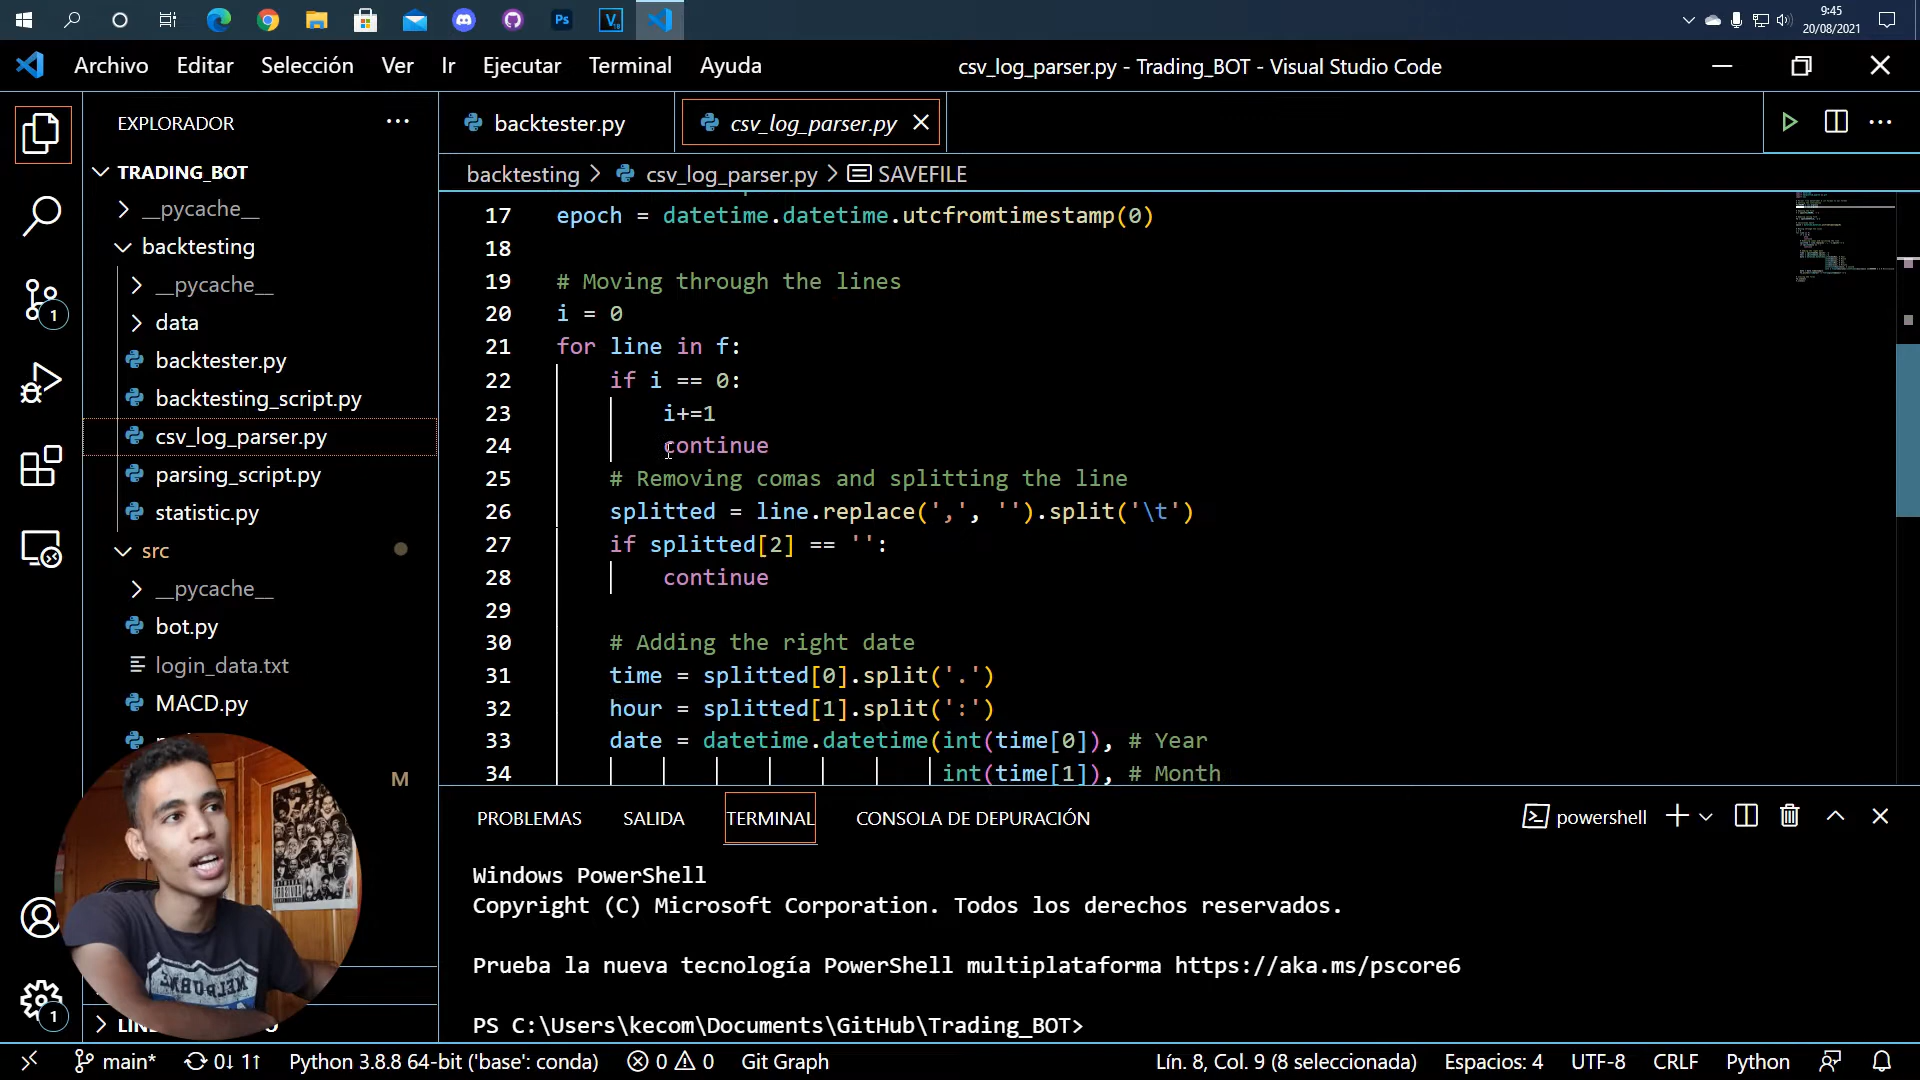 Ps
V
9:45
20/08/2021
Archivo Editar Selección Ver Ir Ejecutar Terminal Ayuda
csv_log_parser.py - Trading_BOT - Visual Studio Code
EXPLORADOR
TRADING_BOT
__pycache__
backtesting
__pycache__
data
backtester.py
backtesting_script.py
csv_log_parser.py
parsing_script.py
statistic.py
src
__pycache__
bot.py
login_data.txt
MACD.py
M
1
1
backtester.py
csv_log_parser.py
backtesting > csv_log_parser.py > SAVEFILE
17 epoch = datetime.datetime.utcfromtimestamp(0)
18
19 # Moving through the lines
20 i = 0
21 for line in f:
22 if i == 0:
23 i+=1
24 continue
25 # Removing comas and splitting the line
26 splitted = line.replace(',', '').split('\t')
27 if splitted[2] == '':
28 continue
29
30 # Adding the right date
31 time = splitted[0].split('.')
32 hour = splitted[1].split(':')
33 date = datetime.datetime(int(time[0]), # Year
34 int(time[1]), # Month
PROBLEMAS SALIDA TERMINAL CONSOLA DE DEPURACIÓN
powershell
Windows PowerShell
Copyright (C) Microsoft Corporation. Todos los derechos reservados.
Prueba la nueva tecnología PowerShell multiplataforma https://aka.ms/pscore6
PS C:\Users\kecom\Documents\GitHub\Trading_BOT>
main* 0↓ 1↑ Python 3.8.8 64-bit ('base': conda) 0 0 Git Graph
Lín. 8, Col. 9 (8 seleccionada) Espacios: 4 UTF-8 CRLF Python